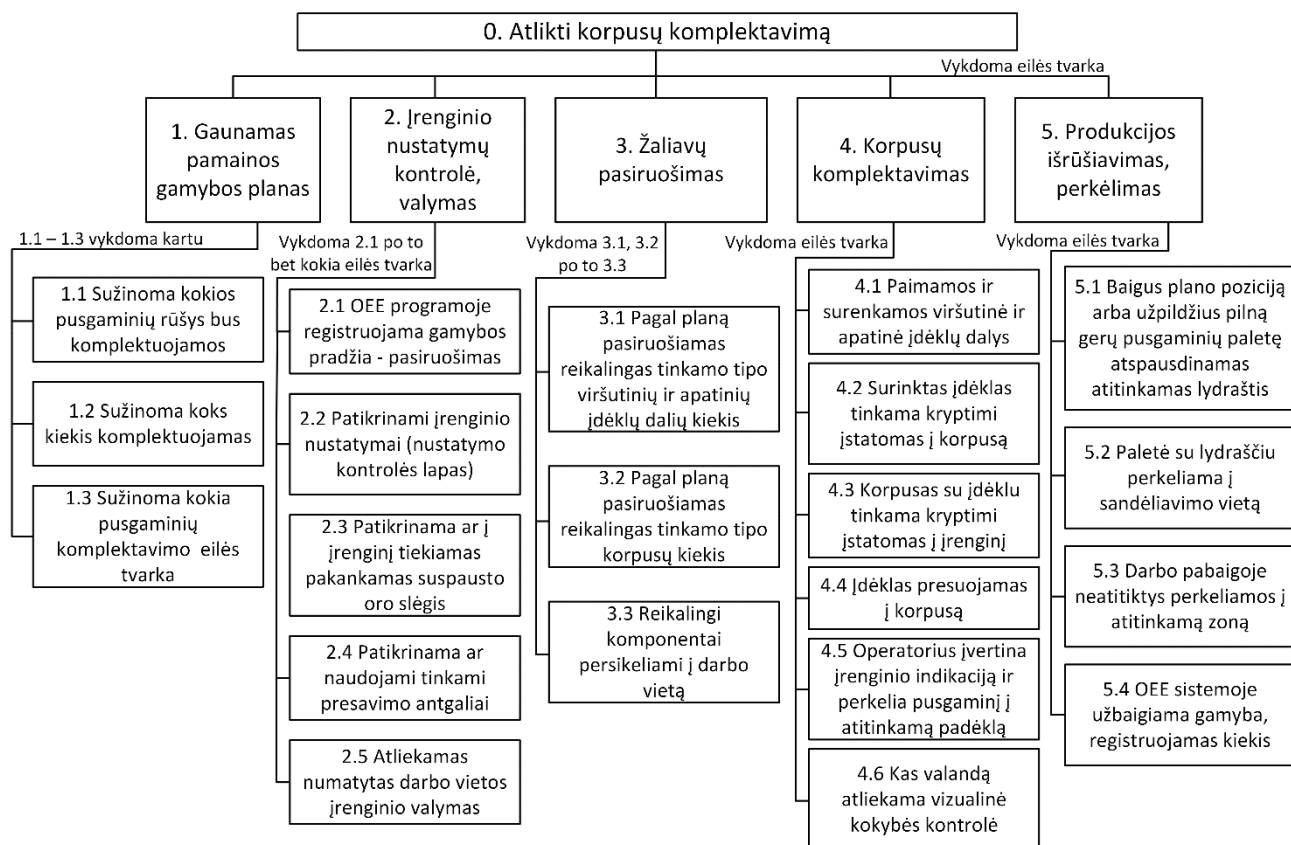 0. Atlikti korpusų komplektavimą
Vykdoma eilės tvarka
1. Gaunamas
pamainos
gamybos planas
2. Įrenginio
nustatymų
kontrolė,
valymas
3. Žaliavų
pasiruošimas
4. Korpusų
komplektavimas
5. Produkcijos
išrūšiavimas,
perkėlimas
1.1 – 1.3 vykdoma kartu
1.1 Sužinoma kokios
pusgaminių rūšys bus
komplektuojamos
1.2 Sužinoma koks
kiekis komplektuojamas
1.3 Sužinoma kokia
pusgaminių
komplektavimo eilės
tvarka
Vykdoma 2.1 po to
bet kokia eilės tvarka
2.1 OEE programoje
registruojama gamybos
pradžia - pasiruošimas
2.2 Patikrinami įrenginio
nustatymai (nustatymo
kontrolės lapas)
2.3 Patikrinama ar į
įrenginį tiekiamas
pakankamas suspausto
oro slėgis
2.4 Patikrinama ar
naudojami tinkami
presavimo antgaliai
2.5 Atliekamas
numatytas darbo vietos
įrenginio valymas
Vykdoma 3.1, 3.2
po to 3.3
3.1 Pagal planą
pasiruošiamas
reikalingas tinkamo tipo
viršutinių ir apatinių
įdėklų dalių kiekis
3.2 Pagal planą
pasiruošiamas
reikalingas tinkamo tipo
korpusų kiekis
3.3 Reikalingi
komponentai
persikeliami į darbo
vietą
Vykdoma eilės tvarka
4.1 Paimamos ir
surenkamos viršutinė ir
apatinė įdėklų dalys
4.2 Surinktas įdėklas
tinkama kryptimi
įstatomas į korpusą
4.3 Korpusas su įdėklu
tinkama kryptimi
įstatomas į įrenginį
4.4 Įdėklas presuojamas
į korpusą
4.5 Operatorius įvertina
įrenginio indikaciją ir
perkelia pusgaminį į
atitinkamą padėklą
4.6 Kas valandą
atliekama vizualinė
kokybės kontrolė
Vykdoma eilės tvarka
5.1 Baigus plano poziciją
arba užpildžius pilną
gerų pusgaminių paletę
atspausdinamas
atitinkamas lydraštis
5.2 Paletė su lydraščiu
perkeliama į
sandėliavimo vietą
5.3 Darbo pabaigoje
neatitiktys perkeliamos į
atitinkamą zoną
5.4 OEE sistemoje
užbaigiama gamyba,
registruojamas kiekis